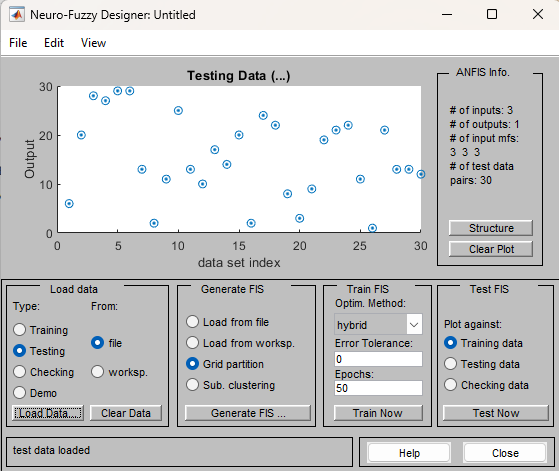 Neuro-Fuzzy Designer: Untitled
File Edit View
Testing Data (...)
30
20
10
0
Output
0 5 10 15 20 25 30
data set index
ANFIS Info.
# of inputs: 3
# of outputs: 1
# of input mfs:
3 3 3
# of test data
pairs: 30
Structure
Clear Plot
Load data
Type: From:
Training
Testing
Checking
Demo
file
worksp.
Load Data...
Clear Data
Generate FIS
Load from file
Load from worksp.
Grid partition
Sub. clustering
Generate FIS ...
Train FIS
Optim. Method:
hybrid
Error Tolerance:
0
Epochs:
50
Train Now
Test FIS
Plot against:
Training data
Testing data
Checking data
Test Now
test data loaded
Help
Close